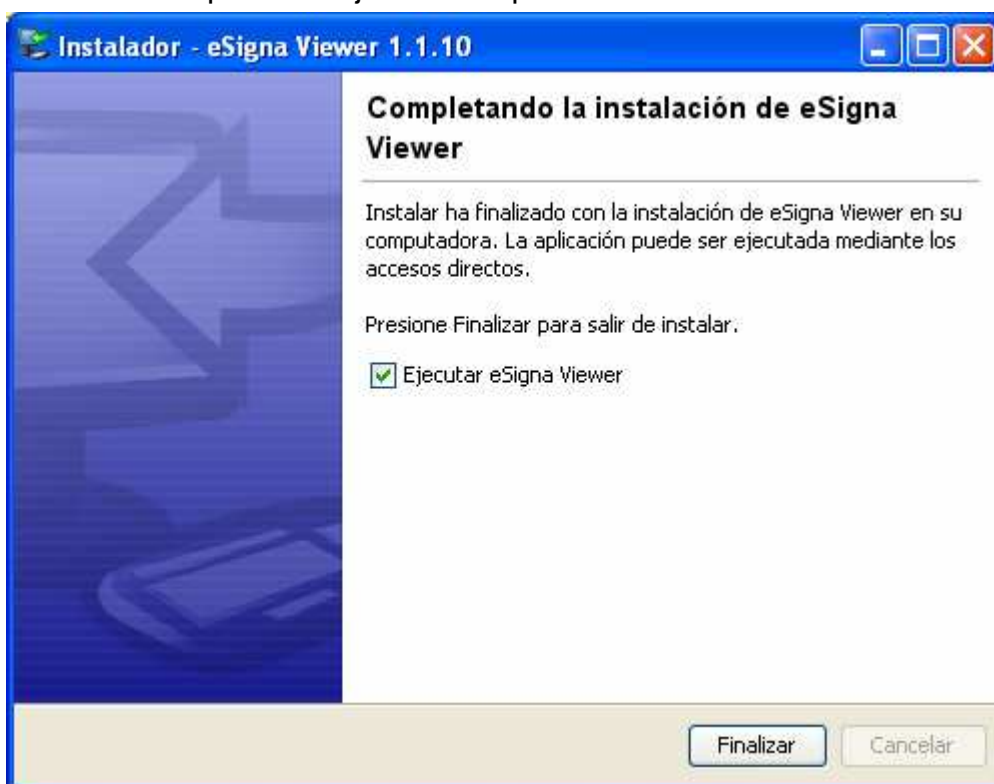 Instalador - eSigna Viewer 1.1.10
Completando la instalación de eSigna
Viewer
Instalar ha finalizado con la instalación de eSigna Viewer en su
computadora. La aplicación puede ser ejecutada mediante los
accesos directos.
Presione Finalizar para salir de instalar.
Ejecutar eSigna Viewer
Finalizar
Cancelar